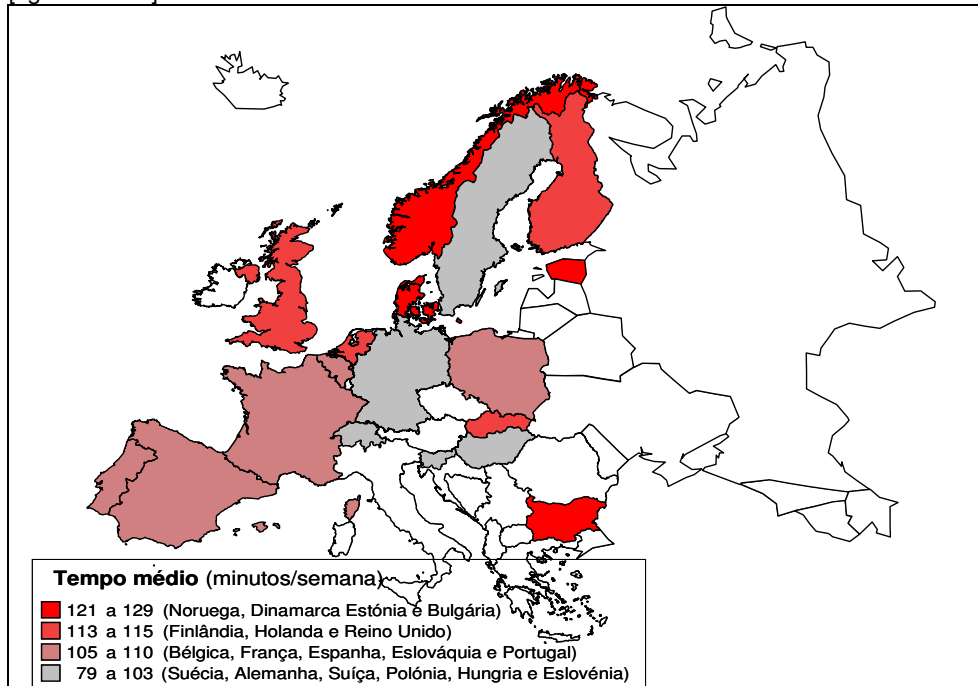 Tempo médio (minutos/semana)
121 a 129 (Noruega, Dinamarca Estónia e Bulgária)
113 a 115 (Finlândia, Holanda e Reino Unido)
105 a 110 (Bélgica, França, Espanha, Eslováquia e Portugal)
79 a 103 (Suécia, Alemanha, Suíça, Polónia, Hungria e Eslovénia)